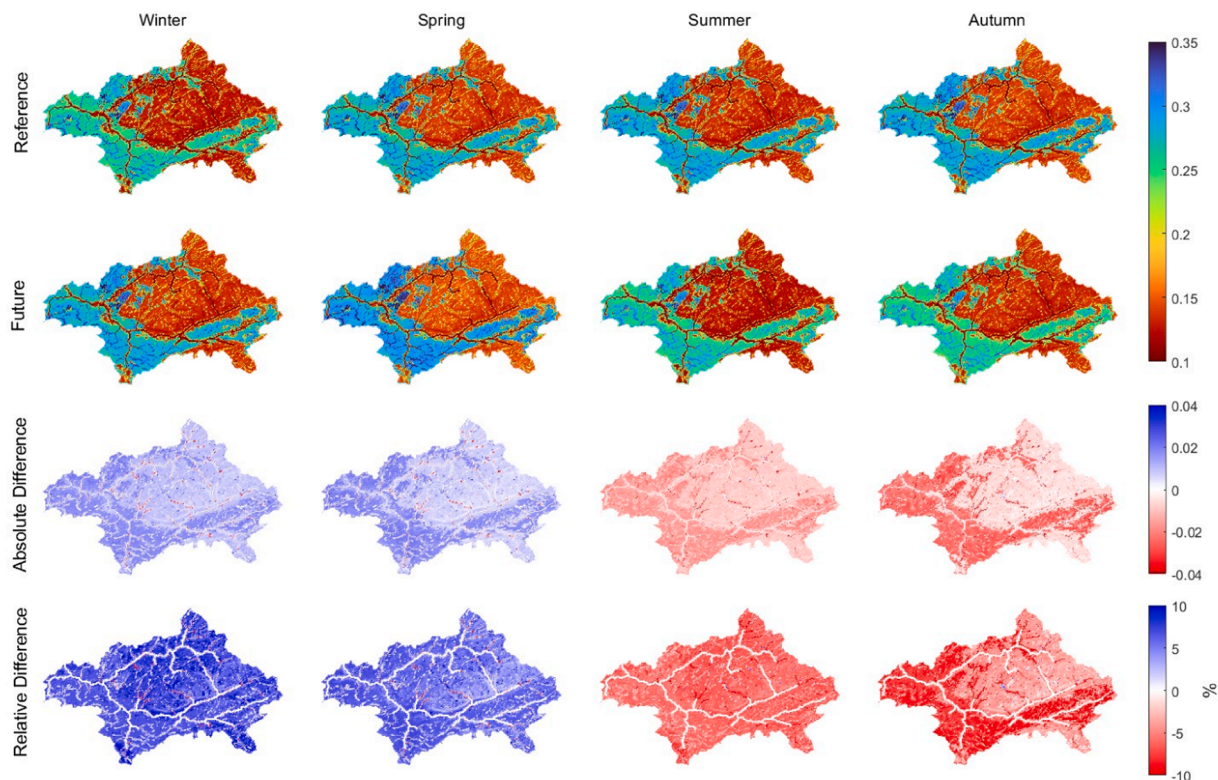 Winter
Spring
Summer
Autumn
Reference
0.35
0.3
0.25
0.2
0.15
0.1
Future
Absolute Difference
0.04
0.02
0
-0.02
-0.04
Relative Difference
10
5
0
-5
-10
%